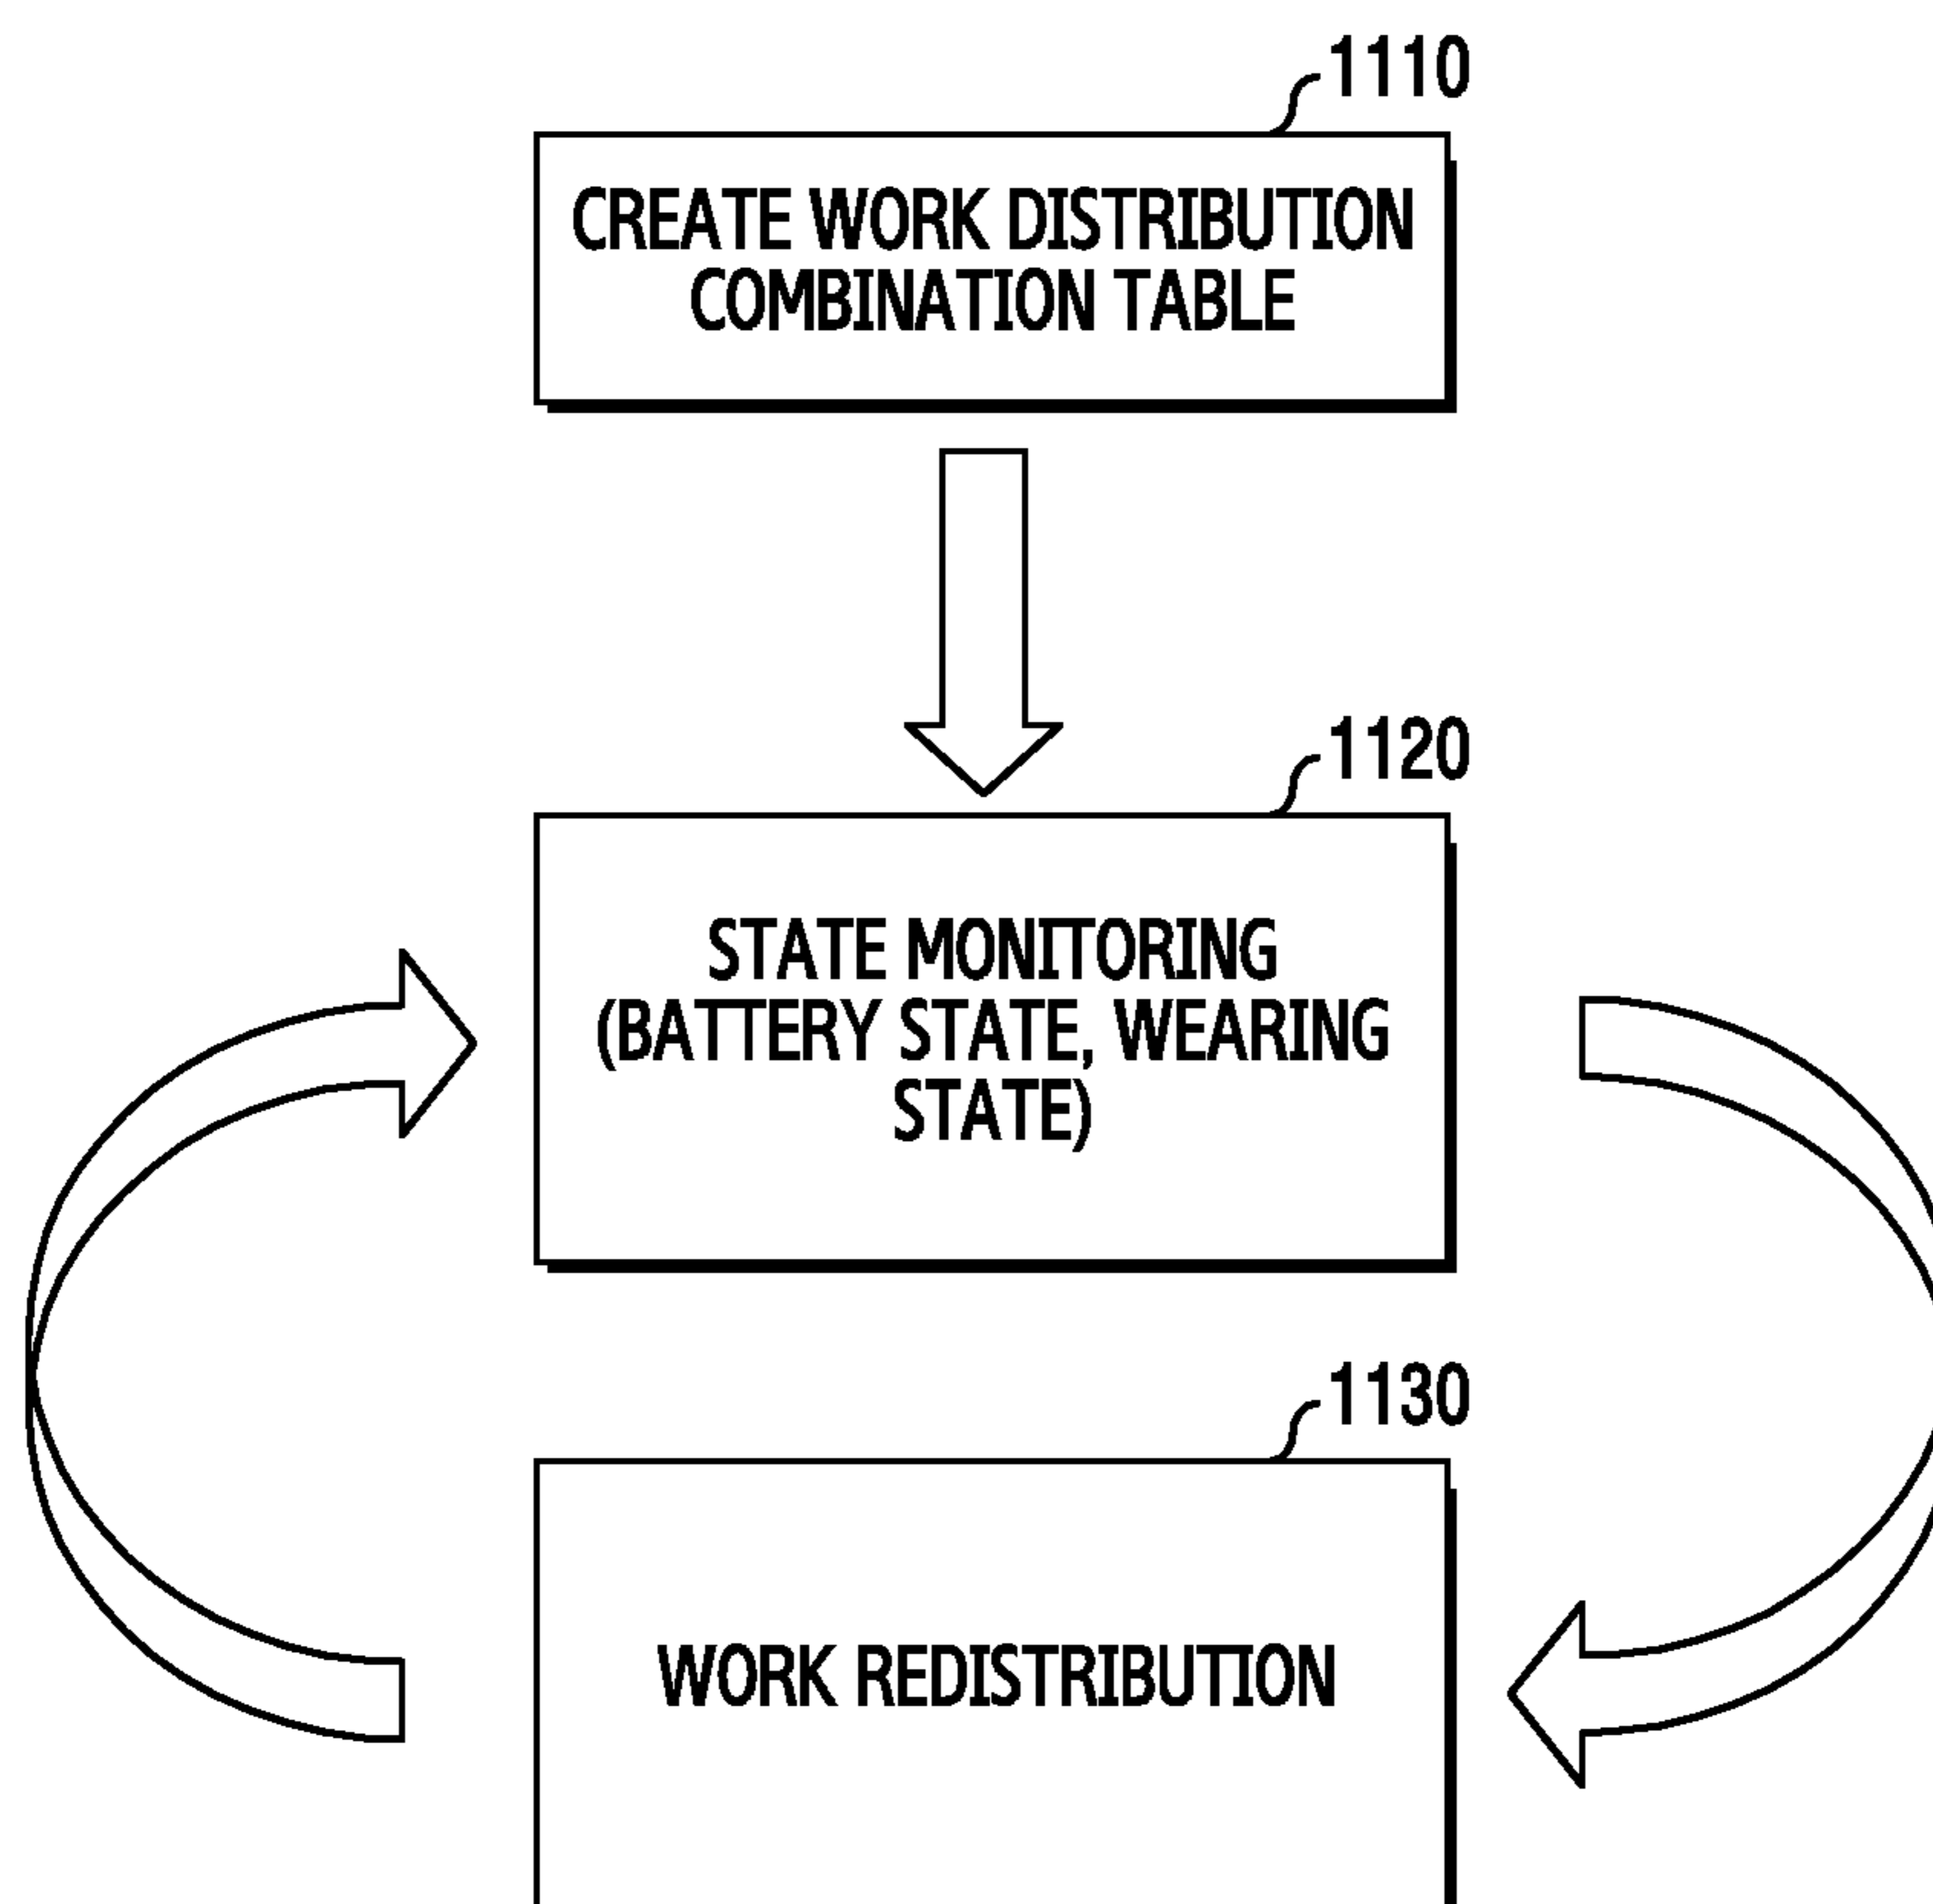 1110
CREATE WORK DISTRIBUTION
COMBINATION TABLE
1120
STATE MONITORING
(BATTERY STATE, WEARING
STATE)
1130
WORK REDISTRIBUTION